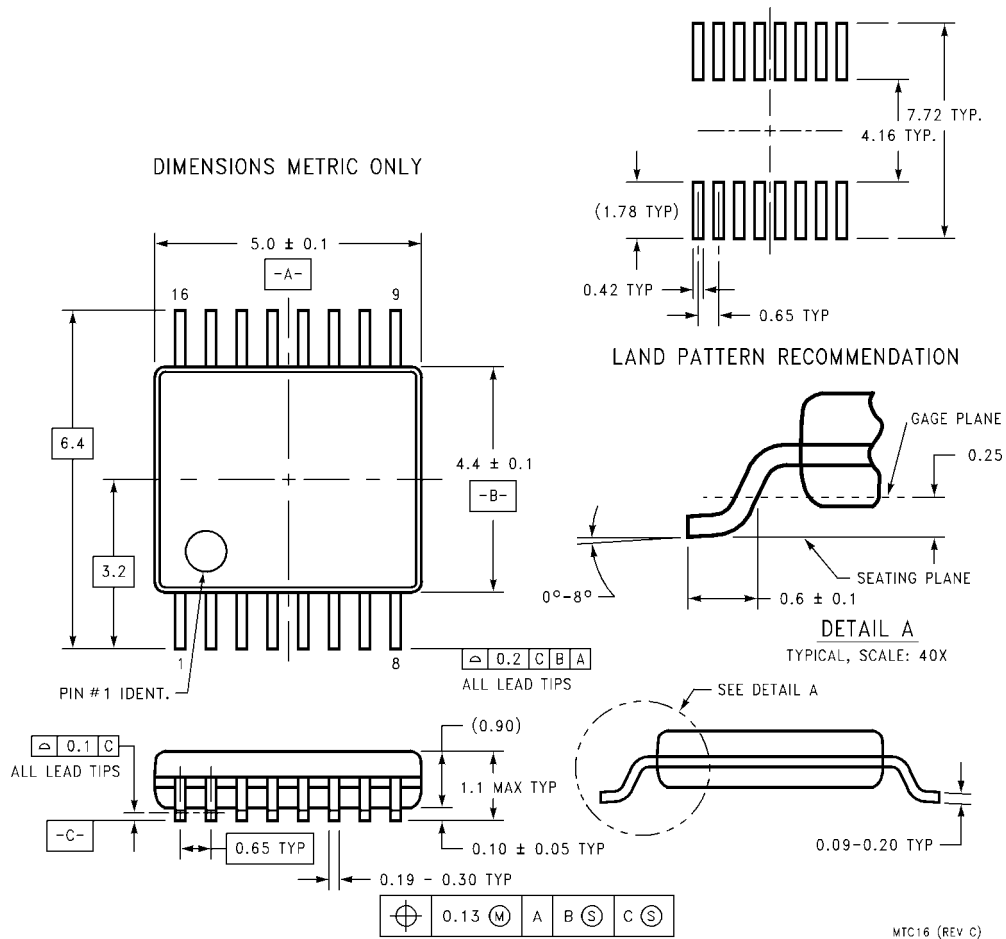 7.72 TYP.
4.16 TYP.
DIMENSIONS METRIC ONLY
(1.78 TYP)
5.0 ± 0.1
-A-
0.42 TYP
16
9
0.65 TYP
LAND PATTERN RECOMMENDATION
GAGE PLANE
6.4
4.4 ± 0.1
0.25
-B-
3.2
SEATING PLANE
0°-8°
0.6 ± 0.1
DETAIL A
TYPICAL, SCALE: 40X
1
8
⌓ 0.2 C B A
ALL LEAD TIPS
PIN #1 IDENT.
SEE DETAIL A
(0.90)
⌓ 0.1 C
ALL LEAD TIPS
1.1 MAX TYP
-C-
0.65 TYP
0.10 ± 0.05 TYP
0.09-0.20 TYP
0.19 - 0.30 TYP
⌖ 0.13 Ⓜ A B Ⓢ C Ⓢ
MTC16 (REV C)